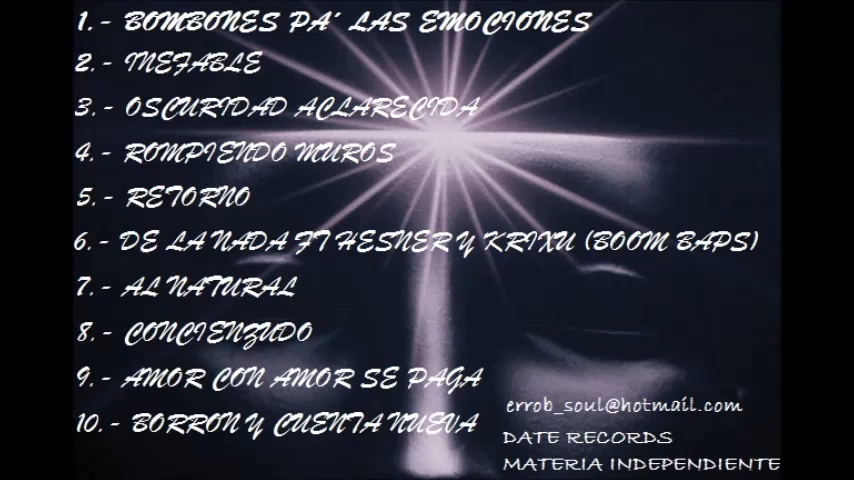 1.- BOMBONES PA´ LAS EMOCIONES
2.- INEFABLE
3.- OSCURIDAD ACLARECIDA
4.- ROMPIENDO MUROS
5.- RETORNO
6.- DE LA NADA FT HESNER Y KRIXU (BOOM BAPS)
7.- AL NATURAL
8.- CONCIENZUDO
9.- AMOR CON AMOR SE PAGA
10.- BORRON Y CUENTA NUEVA
errob_soul@hotmail.com
DATE RECORDS
MATERIA INDEPENDIENTE